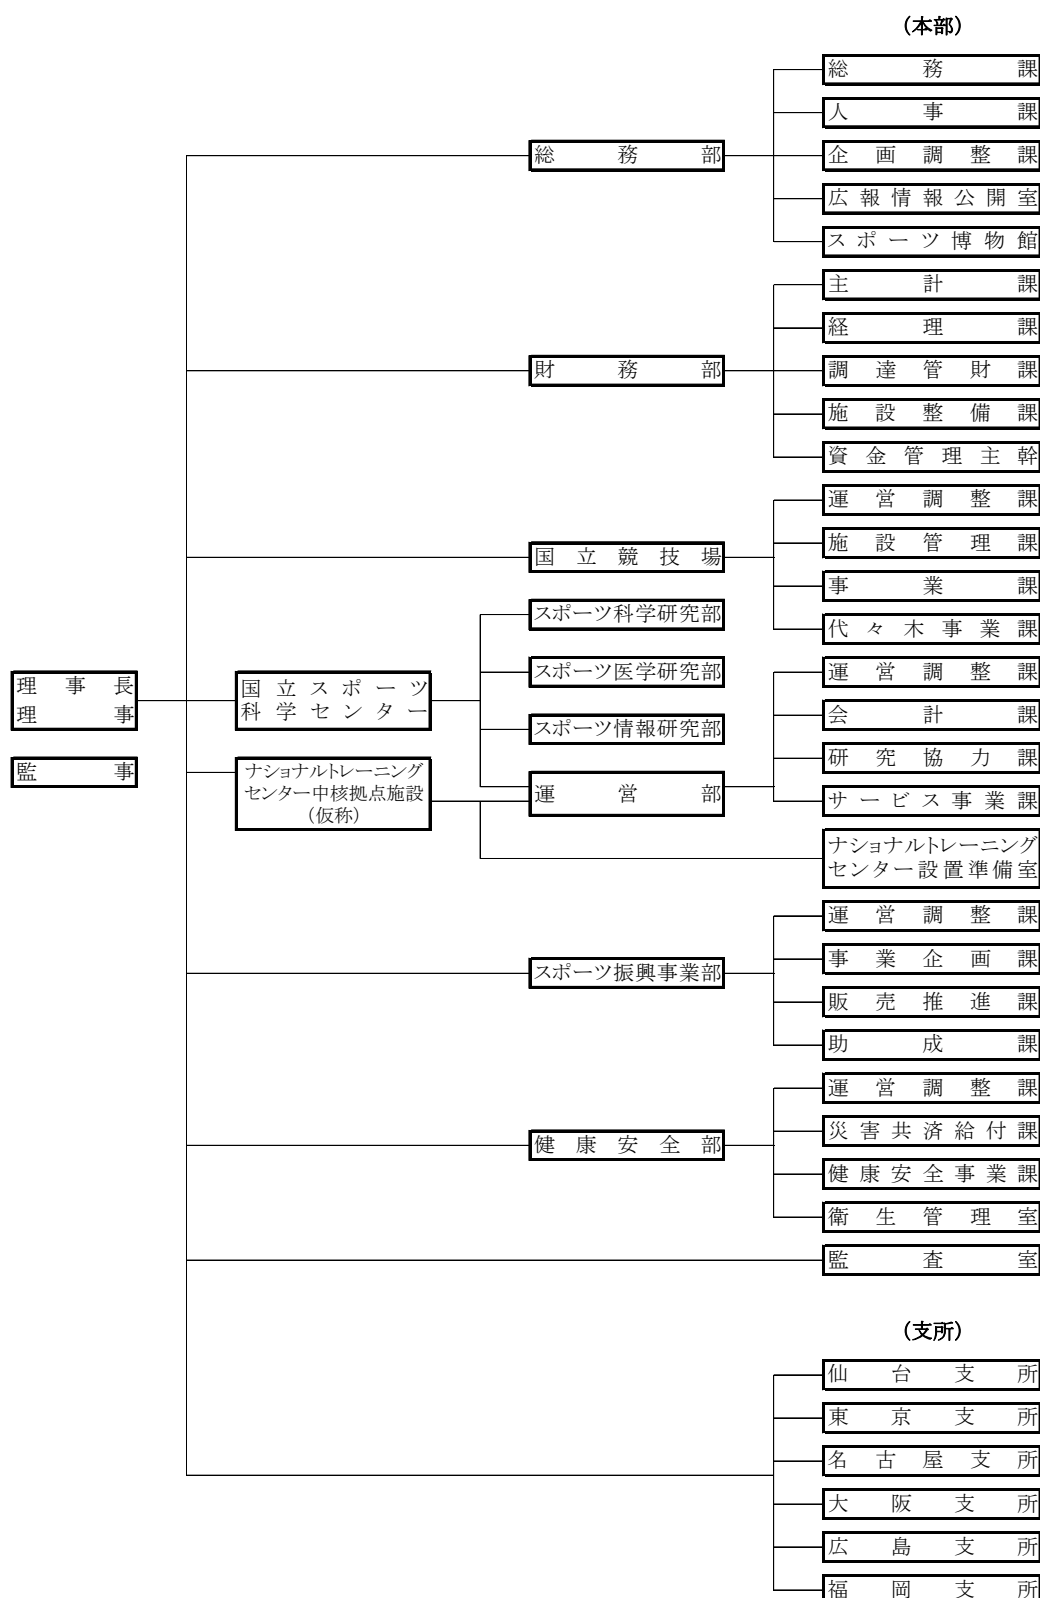 (本部)
総務課
人事課
総務部
企画調整課
広報情報公開室
スポーツ博物館
主計課
経理課
財務部
調達管財課
施設整備課
資金管理主幹
運営調整課
国立競技場
施設管理課
事業課
スポーツ科学研究部
代々木事業課
理事長
理事
国立スポーツ
科学センター
スポーツ医学研究部
運営調整課
会計課
スポーツ情報研究部
研究協力課
監事
ナショナルトレーニング
センター中核拠点施設
(仮称)
運営部
サービス事業課
ナショナルトレーニング
センター設置準備室
運営調整課
事業企画課
スポーツ振興事業部
販売推進課
助成課
運営調整課
災害共済給付課
健康安全部
健康安全事業課
衛生管理室
監査室
(支所)
仙台支所
東京支所
名古屋支所
大阪支所
広島支所
福岡支所